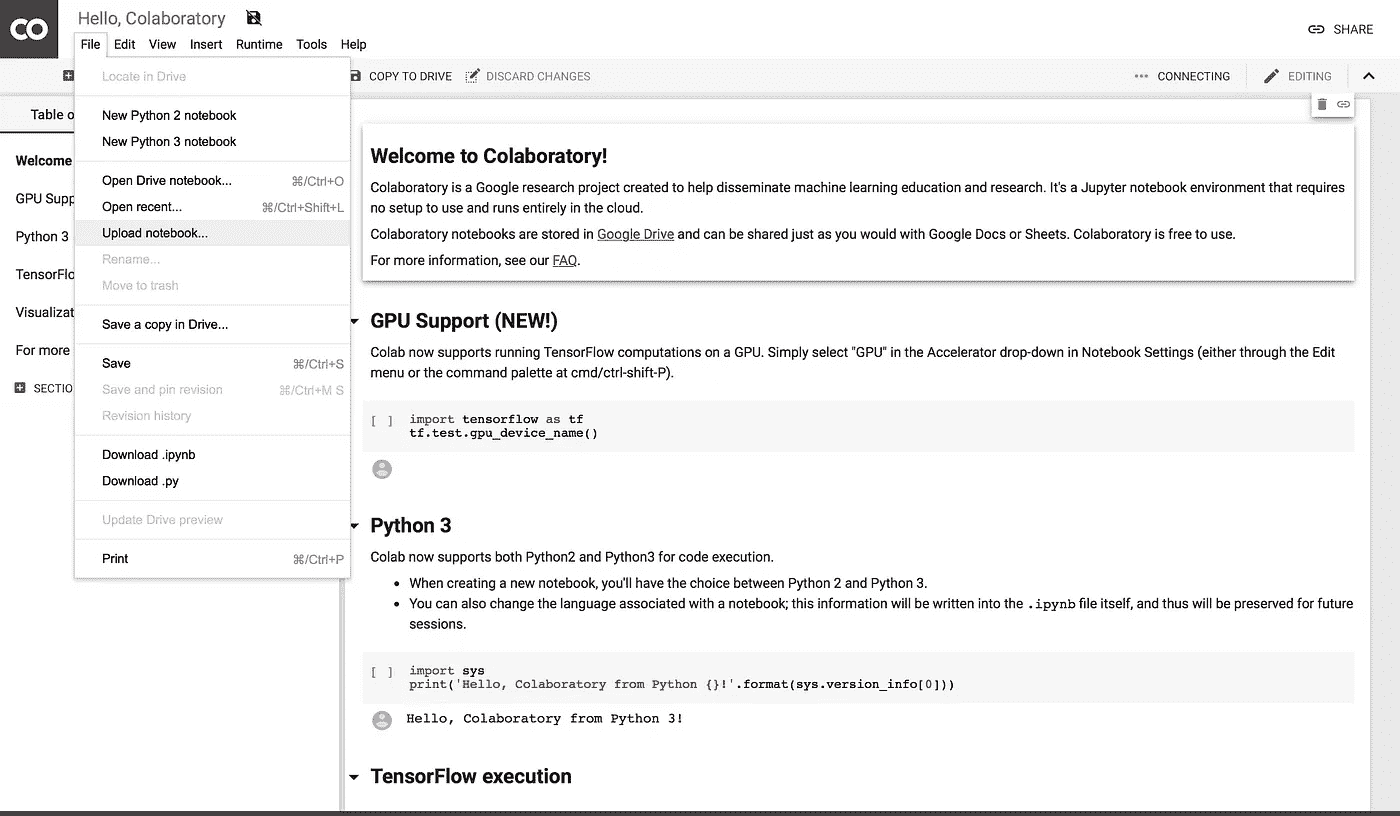 CO
Hello, Colaboratory
File Edit View Insert Runtime Tools Help
SHARE
COPY TO DRIVE DISCARD CHANGES
CONNECTING EDITING
Locate in Drive
New Python 2 notebook
New Python 3 notebook
Open Drive notebook... ⌘/Ctrl+O
Open recent... ⌘/Ctrl+Shift+L
Upload notebook...
Rename...
Move to trash
Save a copy in Drive...
Save ⌘/Ctrl+S
Save and pin revision ⌘/Ctrl+M S
Revision history
Download .ipynb
Download .py
Update Drive preview
Print ⌘/Ctrl+P
Table o
Welcome
GPU Supp
Python 3
TensorFlo
Visualizat
For more
SECTIO
Welcome to Colaboratory!
Colaboratory is a Google research project created to help disseminate machine learning education and research. It's a Jupyter notebook environment that requires
no setup to use and runs entirely in the cloud.
Colaboratory notebooks are stored in Google Drive and can be shared just as you would with Google Docs or Sheets. Colaboratory is free to use.
For more information, see our FAQ.
GPU Support (NEW!)
Colab now supports running TensorFlow computations on a GPU. Simply select "GPU" in the Accelerator drop-down in Notebook Settings (either through the Edit
menu or the command palette at cmd/ctrl-shift-P).
[ ] import tensorflow as tf
tf.test.gpu_device_name()
Python 3
Colab now supports both Python2 and Python3 for code execution.
• When creating a new notebook, you'll have the choice between Python 2 and Python 3.
• You can also change the language associated with a notebook; this information will be written into the .ipynb file itself, and thus will be preserved for future
sessions.
[ ] import sys
print('Hello, Colaboratory from Python {}!'.format(sys.version_info[0]))
Hello, Colaboratory from Python 3!
TensorFlow execution